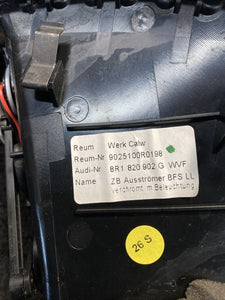 Reum Werk Calw
Reum-Nr 9025100R0198
Audi-Nr 8R1 820 902 G WVF
Name ZB Ausströmer BFS LL
verchromt m.Beleuchtung
26 S